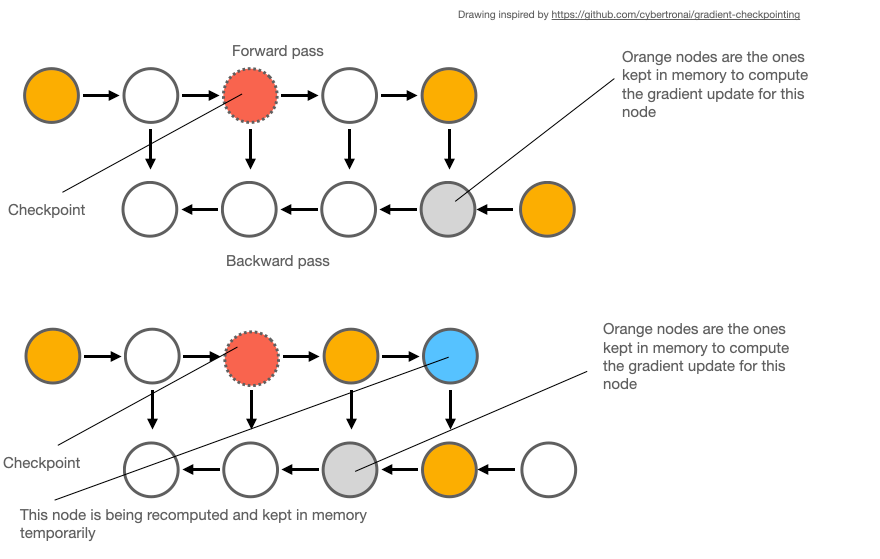 Drawing inspired by https://github.com/cybertronai/gradient-checkpointing
Forward pass
Orange nodes are the ones
kept in memory to compute
the gradient update for this
node
Checkpoint
Backward pass
Orange nodes are the ones
kept in memory to compute
the gradient update for this
node
Checkpoint
This node is being recomputed and kept in memory
temporarily